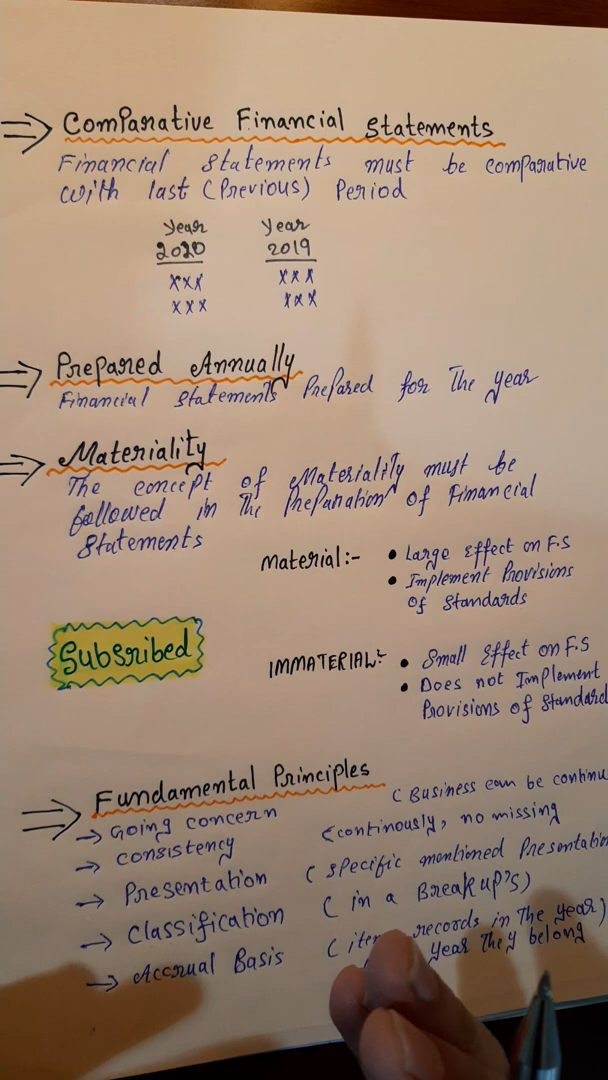 ⇒ Comparative Financial Statements
Financial statements must be comparative
with last (Previous) Period
Year Year
2020 2019
xxx xxx
xxx xxx
⇒ Prepared Annually
Financial statements Prepared for The year
⇒ Materiality
The concept of Materiality must be
followed in The Preparation of Financial
Statements
Material:- • Large Effect on F.S
• Implement Provisions
of Standards
Subsribed
IMMATERIAL:- • Small Effect on F.S
• Does not Implement
Provisions of Standard
⇒ Fundamental Principles
→ Going concern ( Business can be continu
→ consistency (continously, no missing
→ Presentation ( specific mentioned Presentation
→ Classification ( in a Breakup's)
→ Accrual Basis ( records in The year)
year They belong